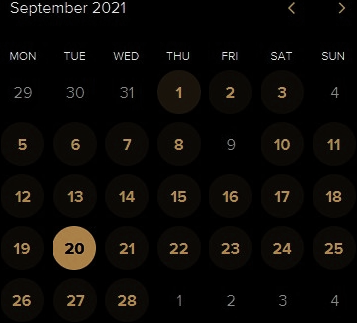 September 2021 < >
MON TUE WED THU FRI SAT SUN
29 30 31 1 2 3 4
5 6 7 8 9 10 11
12 13 14 15 16 17 18
19 20 21 22 23 24 25
26 27 28 1 2 3 4